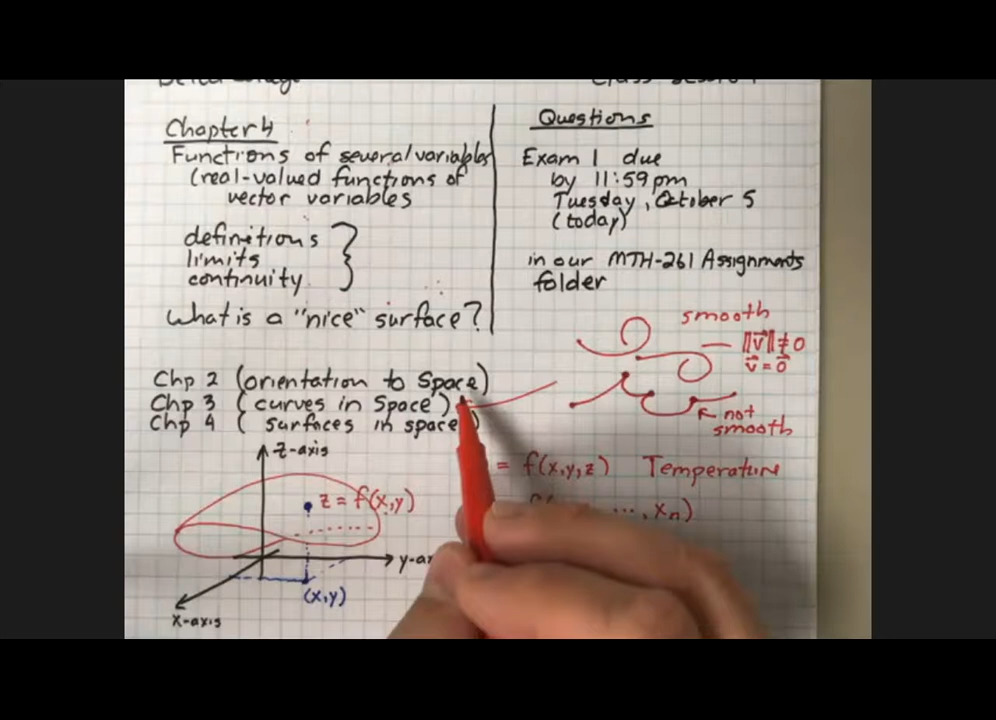 Chapter 4
Functions of several variables
(real-valued functions of
vector variables
definitions
limits
continuity
What is a "nice" surface?
Questions
Exam 1 due
by 11:59pm
Tuesday, October 5
(today)
in our MTH-261 Assignments
folder
smooth
‖v⃗‖ ≠ 0
v⃗ = 0⃗
not
smooth
Chp 2 (orientation to Space)
Chp 3 ( curves in Space )
Chp 4 ( surfaces in space )
= f(x,y,z) Temperature
..., xn)
z-axis
z = f(x,y)
y-ax
(x,y)
x-axis